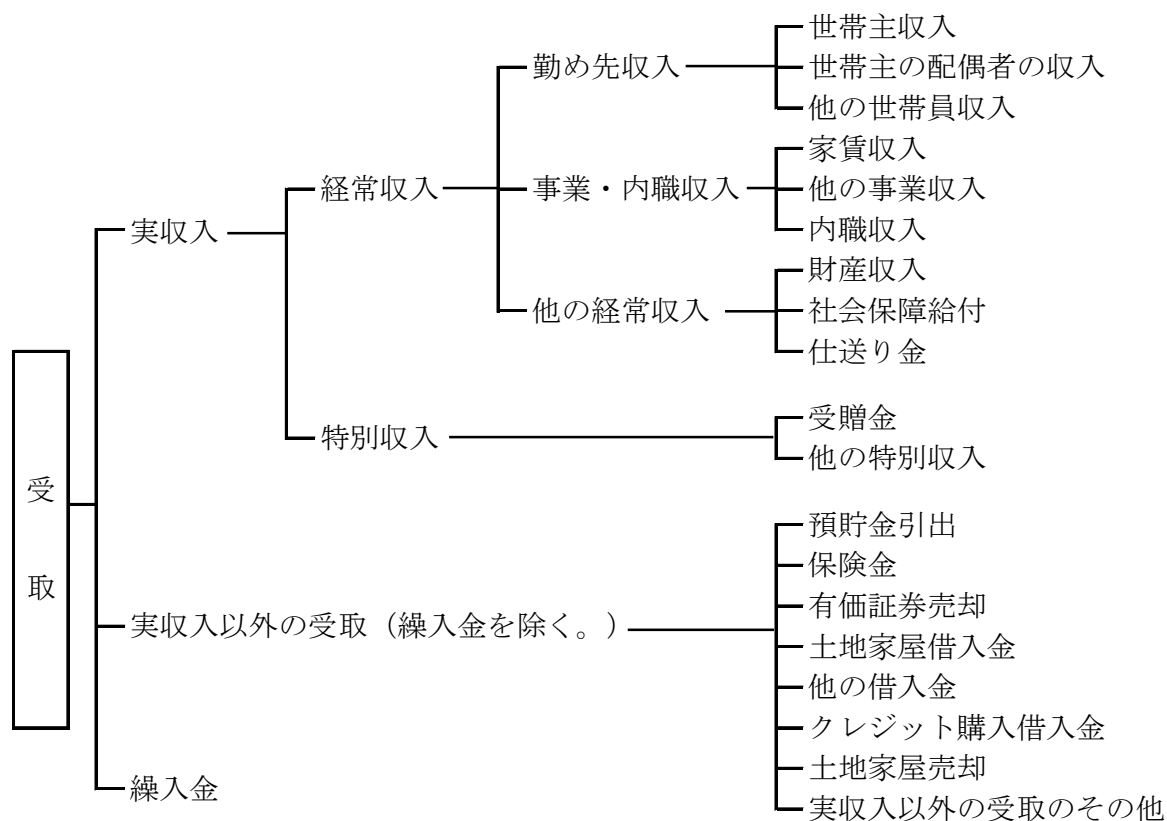 受取
実収入
経常収入
勤め先収入
世帯主収入
世帯主の配偶者の収入
他の世帯員収入
事業・内職収入
家賃収入
他の事業収入
内職収入
他の経常収入
財産収入
社会保障給付
仕送り金
特別収入
受贈金
他の特別収入
実収入以外の受取（繰入金を除く。）
預貯金引出
保険金
有価証券売却
土地家屋借入金
他の借入金
クレジット購入借入金
土地家屋売却
実収入以外の受取のその他
繰入金